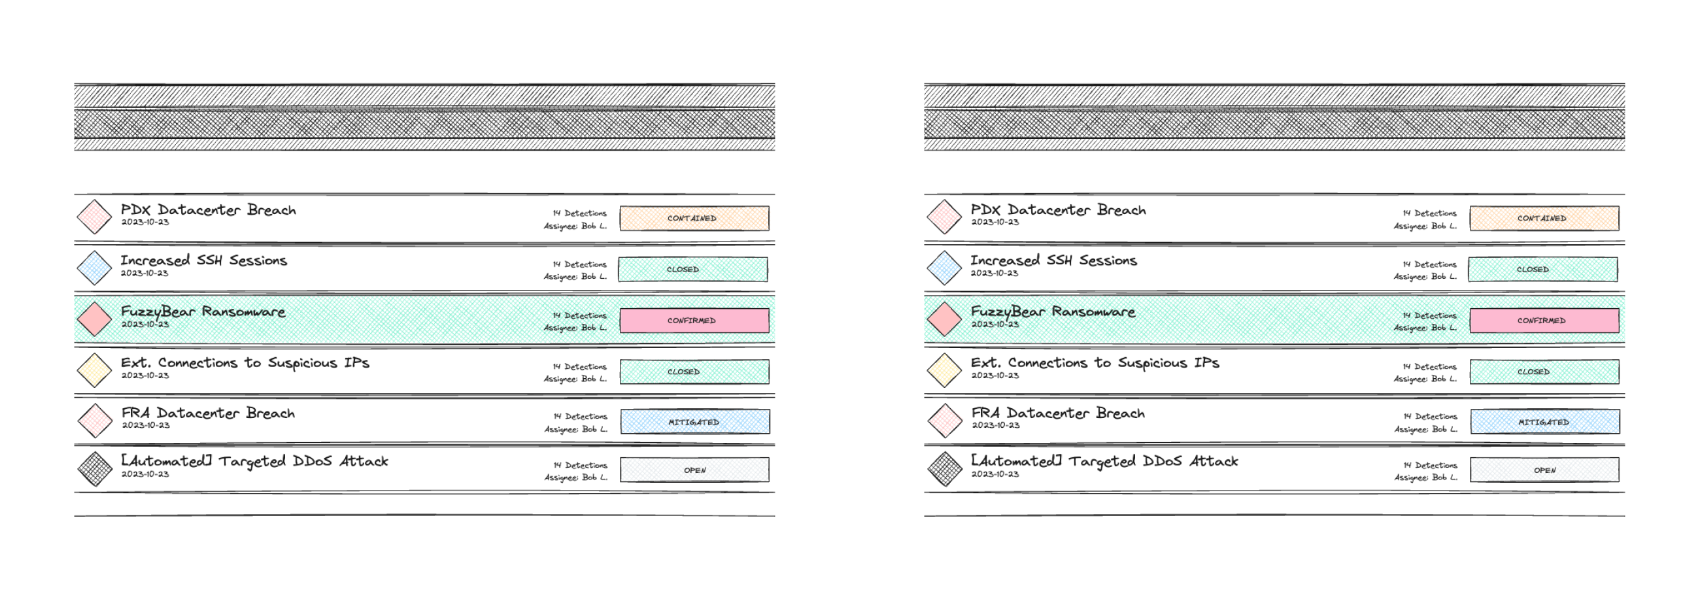 PDX Datacenter Breach
2023-10-23
14 Detections
Assignee: Bob L.
CONTAINED
Increased SSH Sessions
2023-10-23
14 Detections
Assignee: Bob L.
CLOSED
FuzzyBear Ransomware
2023-10-23
14 Detections
Assignee: Bob L.
CONFIRMED
Ext. Connections to Suspicious IPs
2023-10-23
14 Detections
Assignee: Bob L.
CLOSED
FRA Datacenter Breach
2023-10-23
14 Detections
Assignee: Bob L.
MITIGATED
[Automated] Targeted DDoS Attack
2023-10-23
14 Detections
Assignee: Bob L.
OPEN
PDX Datacenter Breach
2023-10-23
14 Detections
Assignee: Bob L.
CONTAINED
Increased SSH Sessions
2023-10-23
14 Detections
Assignee: Bob L.
CLOSED
FuzzyBear Ransomware
2023-10-23
14 Detections
Assignee: Bob L.
CONFIRMED
Ext. Connections to Suspicious IPs
2023-10-23
14 Detections
Assignee: Bob L.
CLOSED
FRA Datacenter Breach
2023-10-23
14 Detections
Assignee: Bob L.
MITIGATED
[Automated] Targeted DDoS Attack
2023-10-23
14 Detections
Assignee: Bob L.
OPEN